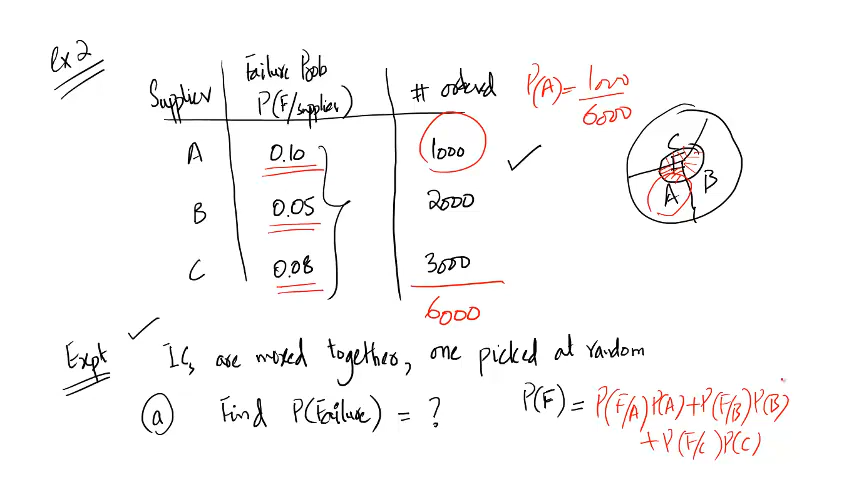 ex 2
Supplier | Failure Prob P(F/supplier) | # ordered
P(A) = 1000/6000
A 0.10 1000
B 0.05 2000
C 0.08 3000
6000
C
F
A B
Expt ICs are mixed together, one picked at random
(a) Find P(Failure) = ?
P(F) = P(F/A)P(A)+P(F/B)P(B)
+P(F/C)P(C)